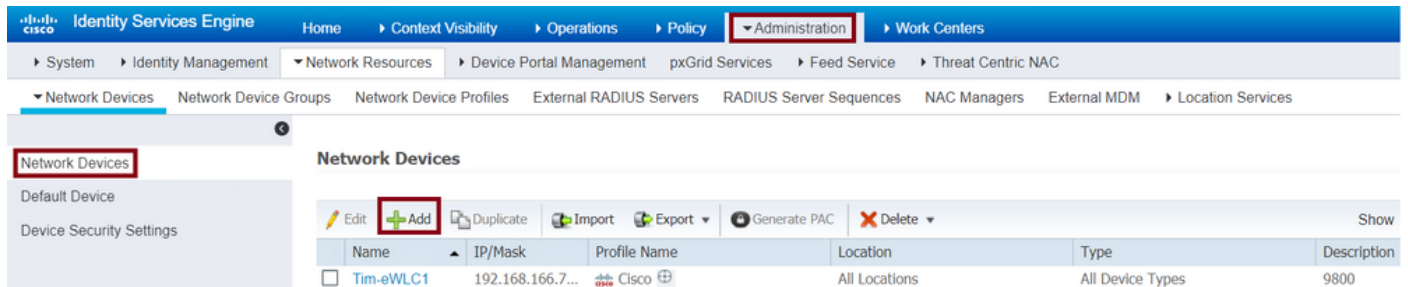 cisco Identity Services Engine Home Context Visibility Operations Policy Administration Work Centers
System Identity Management Network Resources Device Portal Management pxGrid Services Feed Service Threat Centric NAC
Network Devices Network Device Groups Network Device Profiles External RADIUS Servers RADIUS Server Sequences NAC Managers External MDM Location Services
Network Devices
Default Device
Device Security Settings
Network Devices
Edit Add Duplicate Import Export Generate PAC Delete Show
Name IP/Mask Profile Name Location Type Description
Tim-eWLC1 192.168.166.7... cisco Cisco All Locations All Device Types 9800